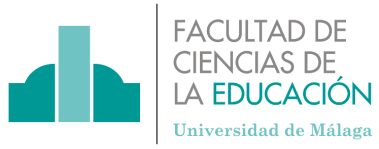 FACULTAD DE
CIENCIAS DE
LA EDUCACIÓN
Universidad de Málaga